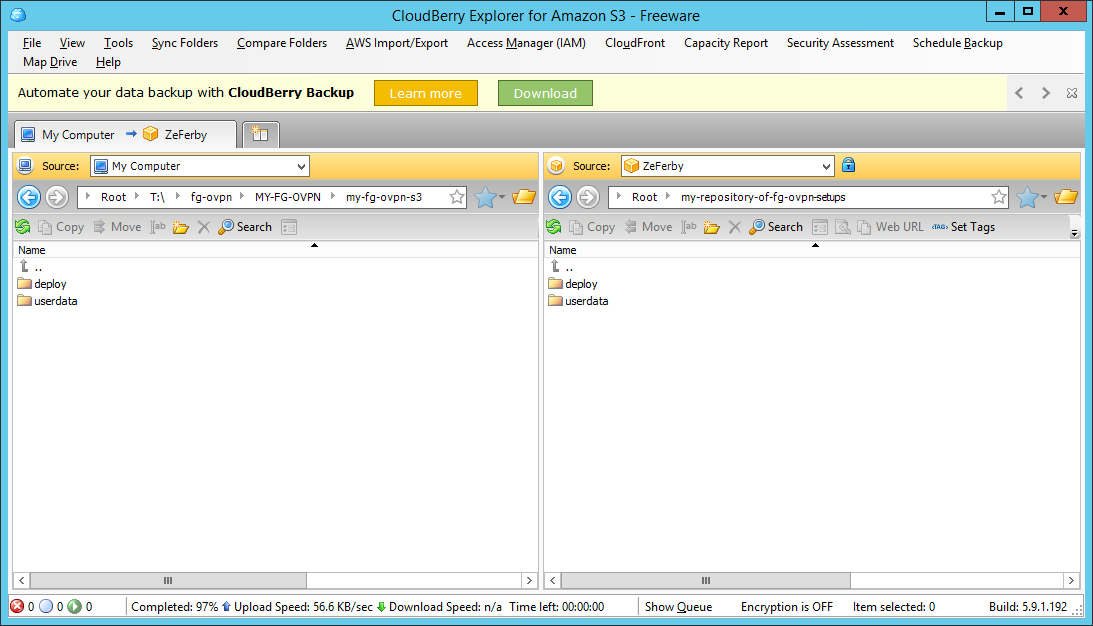 CloudBerry Explorer for Amazon S3 - Freeware
File View Tools Sync Folders Compare Folders AWS Import/Export Access Manager (IAM) CloudFront Capacity Report Security Assessment Schedule Backup
Map Drive Help
Automate your data backup with CloudBerry Backup Learn more Download
My Computer ZeFerby
Source: My Computer Source: ZeFerby
Root T:\ fg-ovpn MY-FG-OVPN my-fg-ovpn-s3 Root my-repository-of-fg-ovpn-setups
Copy Move Search Copy Move Search Web URL Set Tags
Name Name
.. ..
deploy deploy
userdata userdata
0 0 0 Completed: 97% Upload Speed: 56.6 KB/sec Download Speed: n/a Time left: 00:00:00 Show Queue Encryption is OFF Item selected: 0 Build: 5.9.1.192